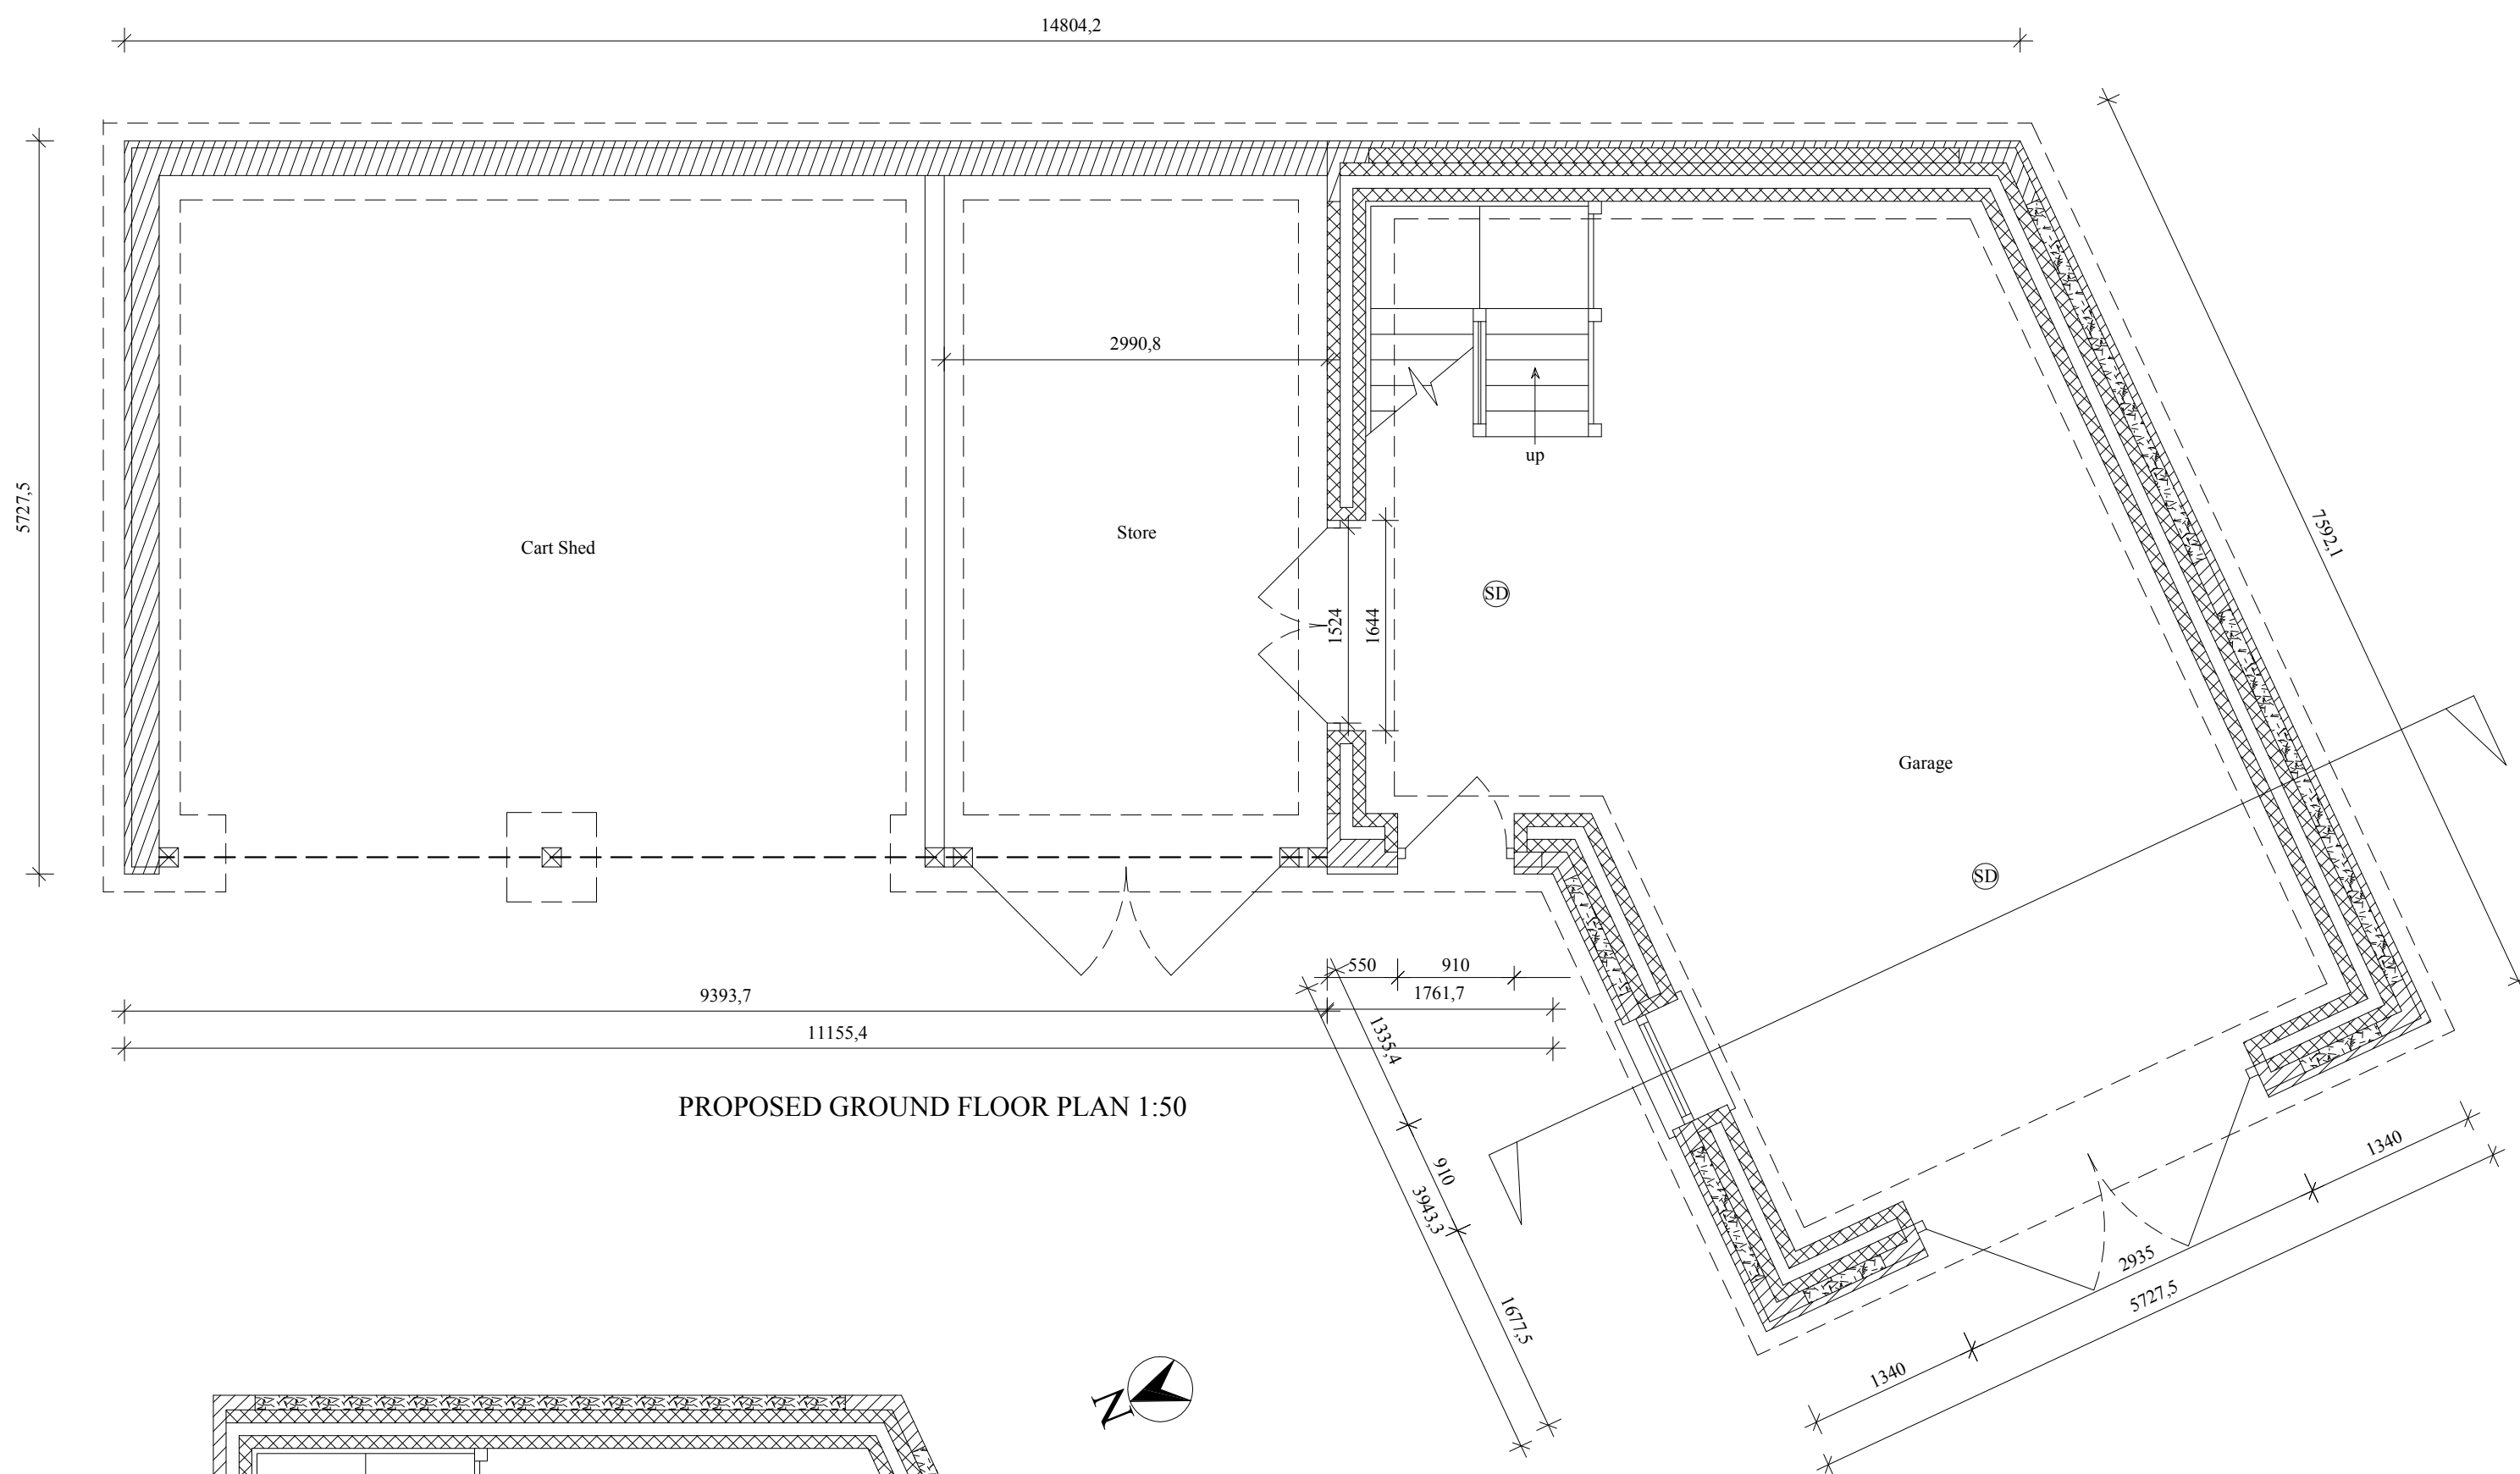 14804,2
5727,5
7592,1
2990,8
up
Cart Shed
Store
SD
1524
1644
Garage
SD
550
910
9393,7
1761,7
11155,4
1335,4
910
3943,3
1677,5
1340
2935
5727,5
1340
PROPOSED GROUND FLOOR PLAN 1:50
N